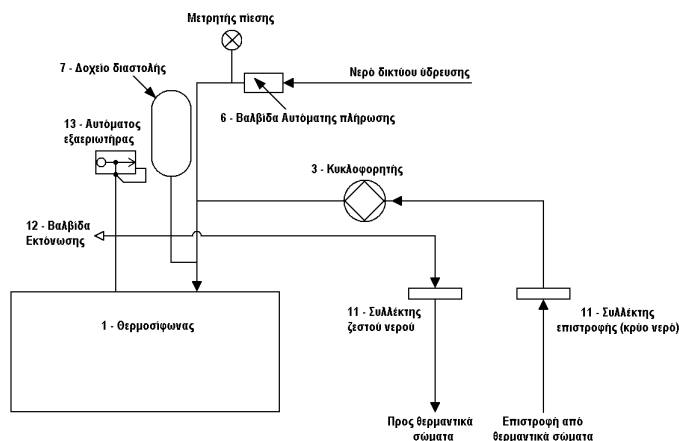 Μετρητής πίεσης
7 - Δοχείο διαστολής
Νερό δικτύου ύδρευσης
6 - Βαλβίδα Αυτόματης πλήρωσης
13 - Αυτόματος
εξαεριωτήρας
3 - Κυκλοφορητής
12 - Βαλβίδα
Εκτόνωσης
1 - Θερμοσίφωνας
11 - Συλλέκτης
ζεστού νερού
11 - Συλλέκτης
επιστροφής (κρύο νερό)
Προς θερμαντικά
σώματα
Επιστροφή από
θερμαντικά σώματα